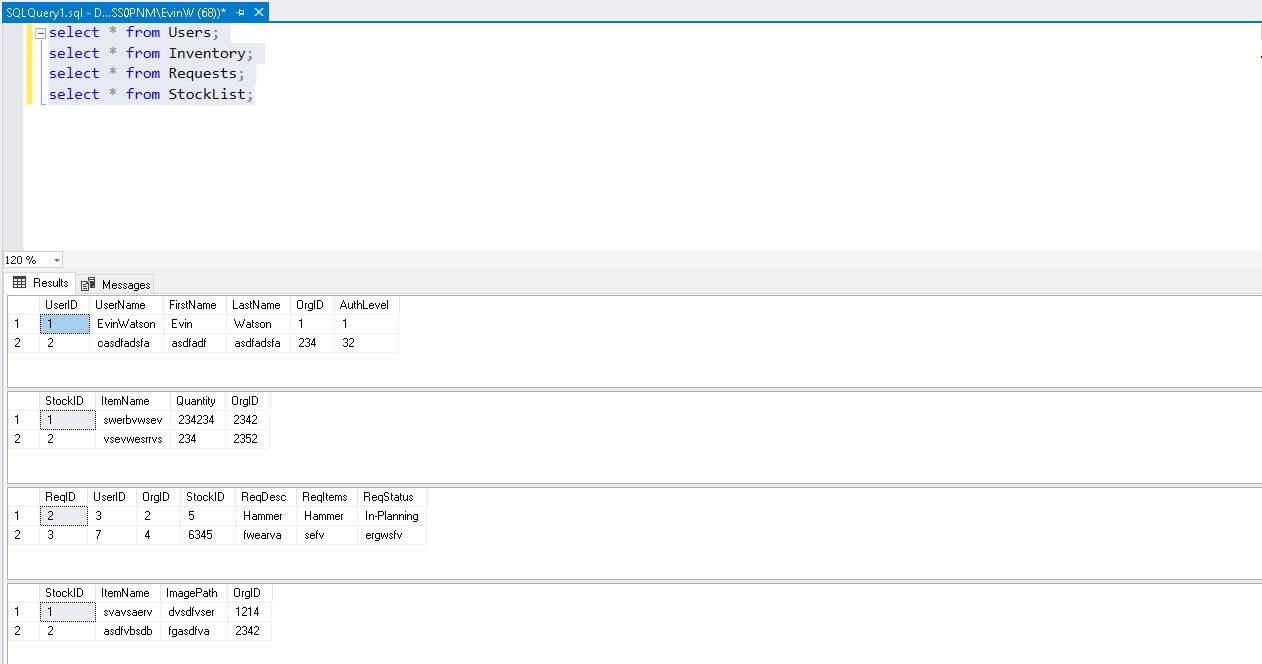 SQLQuery1.sql - D...SS0PNM\EvinW (68))*
select * from Users;
select * from Inventory;
select * from Requests;
select * from StockList;
120 %
Results Messages
UserID UserName FirstName LastName OrgID AuthLevel
1 1 EvinWatson Evin Watson 1 1
2 2 casdfadsfa asdfadf asdfadsfa 234 32
StockID ItemName Quantity OrgID
1 1 swerbvwsev 234234 2342
2 2 vsevwesrrvs 234 2352
ReqID UserID OrgID StockID ReqDesc ReqItems ReqStatus
1 2 3 2 5 Hammer Hammer In-Planning
2 3 7 4 6345 fwearva sefv ergwsfv
StockID ItemName ImagePath OrgID
1 1 svavsaerv dvsdfvser 1214
2 2 asdfvbsdb fgasdfva 2342